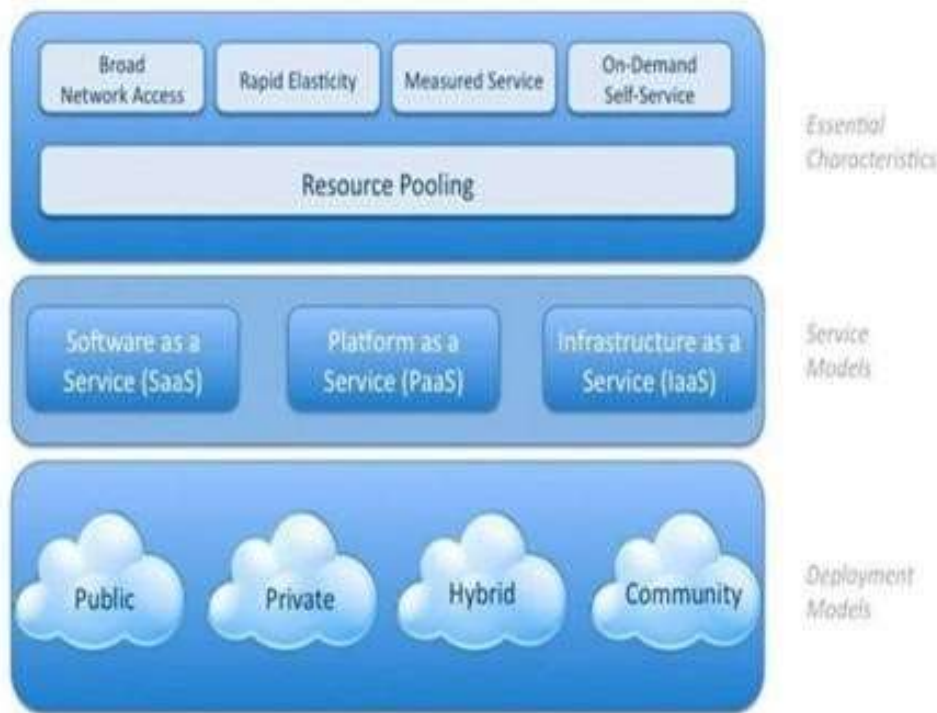 Broad
Network Access
Rapid Elasticity
Measured Service
On-Demand
Self-Service
Resource Pooling
Essential
Characteristics
Software as a
Service (SaaS)
Platform as a
Service (PaaS)
Infrastructure as a
Service (IaaS)
Service
Models
Public
Private
Hybrid
Community
Deployment
Models